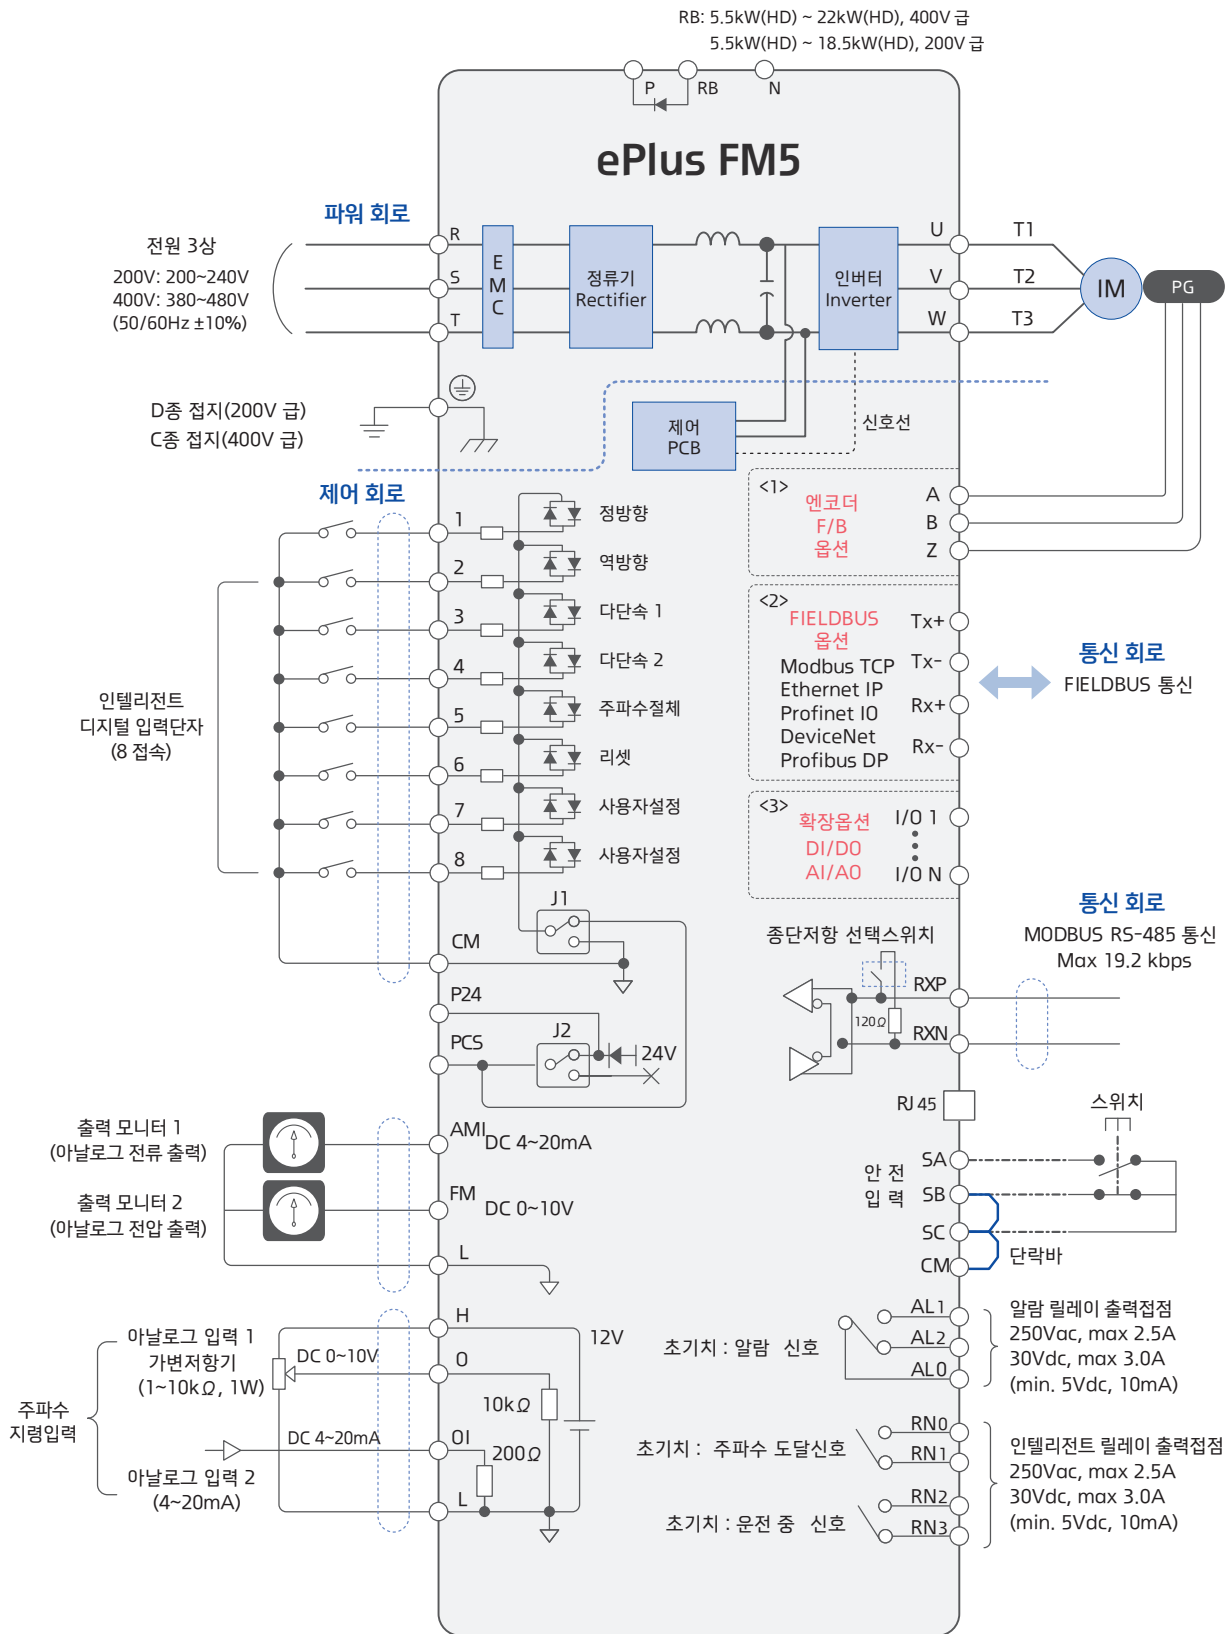 RB: 5.5kW(HD) ~ 22kW(HD), 400V 급
5.5kW(HD) ~ 18.5kW(HD), 200V 급
P
RB
N
ePlus FM5
파워 회로
전원 3상
200V: 200~240V
400V: 380~480V
(50/60Hz ±10%)
R
S
T
E
M
C
정류기
Rectifier
인버터
Inverter
U
V
W
T1
T2
T3
IM
PG
D종 접지(200V 급)
C종 접지(400V 급)
제어
PCB
신호선
제어 회로
인텔리전트
디지털 입력단자
(8 접속)
1
정방향
2
역방향
3
다단속 1
4
다단속 2
5
주파수절체
6
리셋
7
사용자설정
8
사용자설정
<1>
엔코더
F/B
옵션
A
B
Z
<2>
FIELDBUS
옵션
Modbus TCP
Ethernet IP
Profinet IO
DeviceNet
Profibus DP
Tx+
Tx-
Rx+
Rx-
통신 회로
FIELDBUS 통신
<3>
확장옵션
DI/DO
AI/AO
I/O 1
I/O N
J1
CM
P24
PCS
J2
24V
통신 회로
MODBUS RS-485 통신
Max 19.2 kbps
종단저항 선택스위치
RXP
120Ω
RXN
RJ 45
스위치
출력 모니터 1
(아날로그 전류 출력)
AMI
DC 4~20mA
출력 모니터 2
(아날로그 전압 출력)
FM
DC 0~10V
L
안 전
입 력
SA
SB
SC
CM
단락바
주파수
지령입력
아날로그 입력 1
가변저항기
(1~10kΩ, 1W)
DC 0~10V
아날로그 입력 2
(4~20mA)
DC 4~20mA
H
O
OI
L
12V
10kΩ
200Ω
초기치 : 알람 신호
AL1
AL2
AL0
알람 릴레이 출력접점
250Vac, max 2.5A
30Vdc, max 3.0A
(min. 5Vdc, 10mA)
초기치 : 주파수 도달신호
RN0
RN1
초기치 : 운전 중 신호
RN2
RN3
인텔리전트 릴레이 출력접점
250Vac, max 2.5A
30Vdc, max 3.0A
(min. 5Vdc, 10mA)